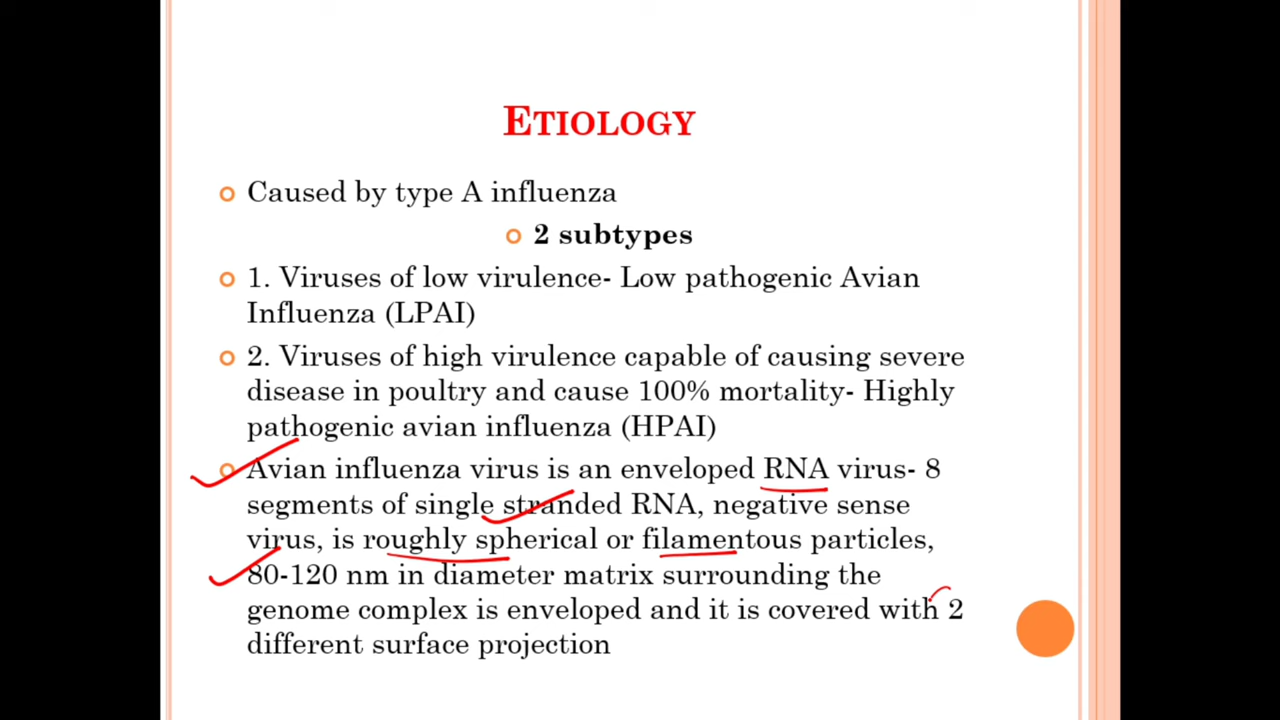 ETIOLOGY
Caused by type A influenza
2 subtypes
1. Viruses of low virulence- Low pathogenic Avian
Influenza (LPAI)
2. Viruses of high virulence capable of causing severe
disease in poultry and cause 100% mortality- Highly
pathogenic avian influenza (HPAI)
Avian influenza virus is an enveloped RNA virus- 8
segments of single stranded RNA, negative sense
virus, is roughly spherical or filamentous particles,
80-120 nm in diameter matrix surrounding the
genome complex is enveloped and it is covered with 2
different surface projection